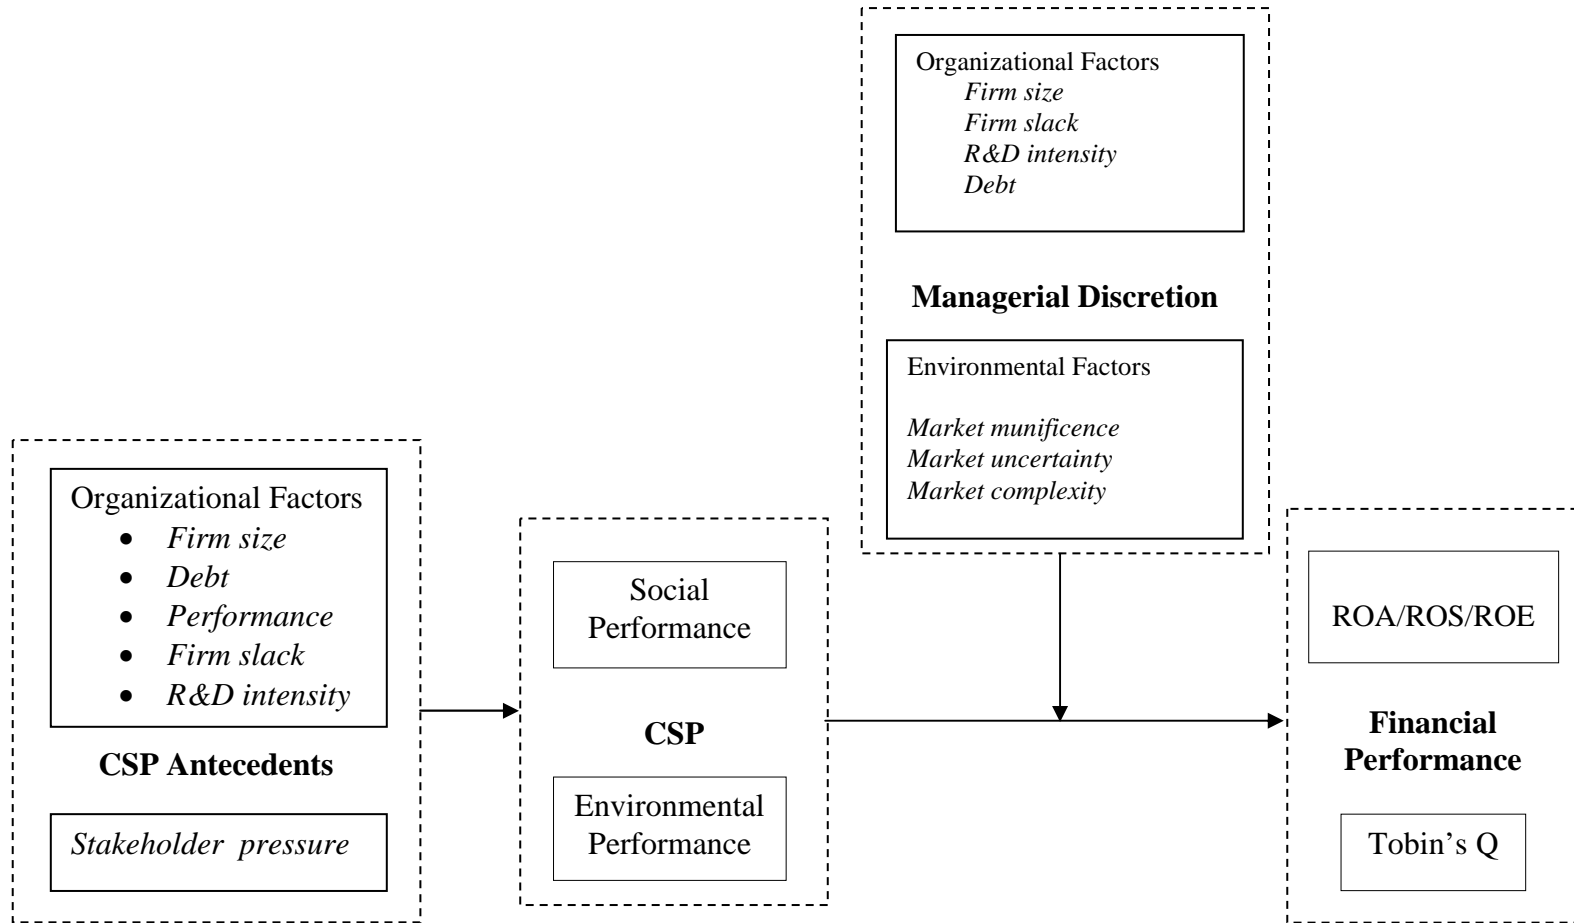 Organizational Factors
Firm size
Firm slack
R&D intensity
Debt
Managerial Discretion
Environmental Factors
Market munificence
Market uncertainty
Market complexity
Organizational Factors
• Firm size
• Debt
• Performance
• Firm slack
• R&D intensity
CSP Antecedents
Stakeholder pressure
Social
Performance
CSP
Environmental
Performance
ROA/ROS/ROE
Financial
Performance
Tobin’s Q